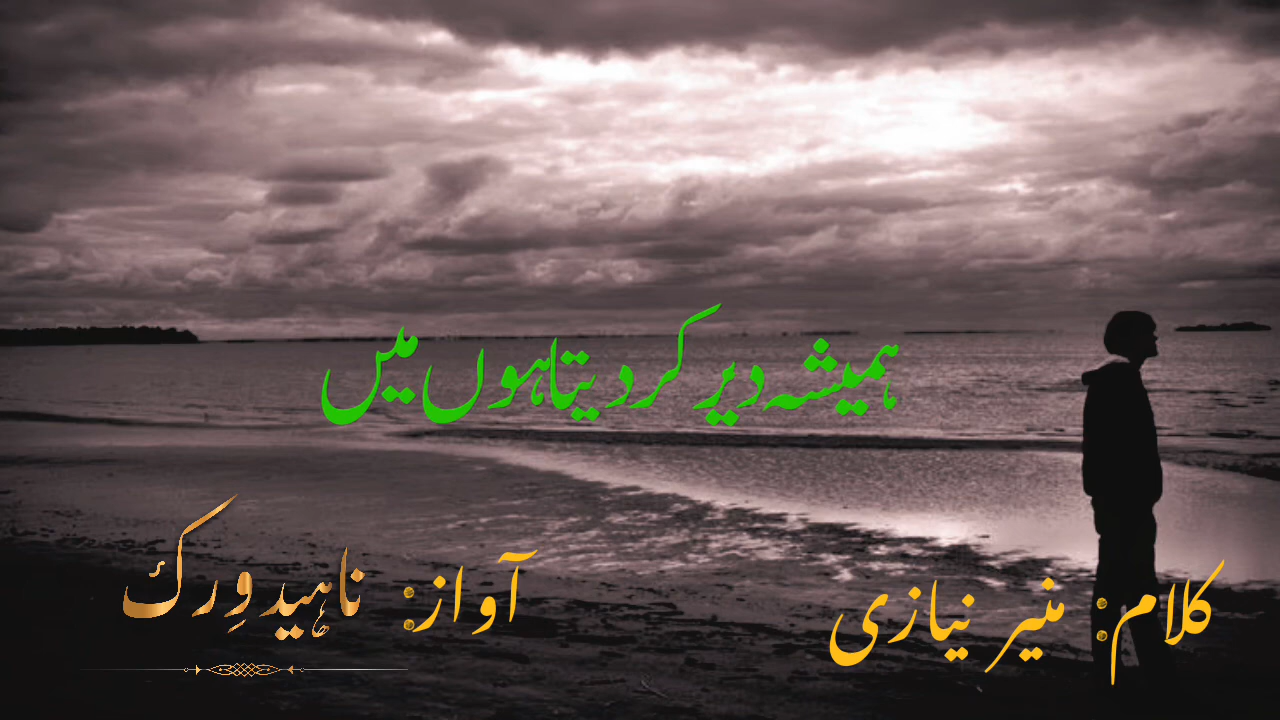 ہمیشہ دیر کر دیتا ہوں میں
کلام: منیر نیازی
آواز: ناہید وِرک